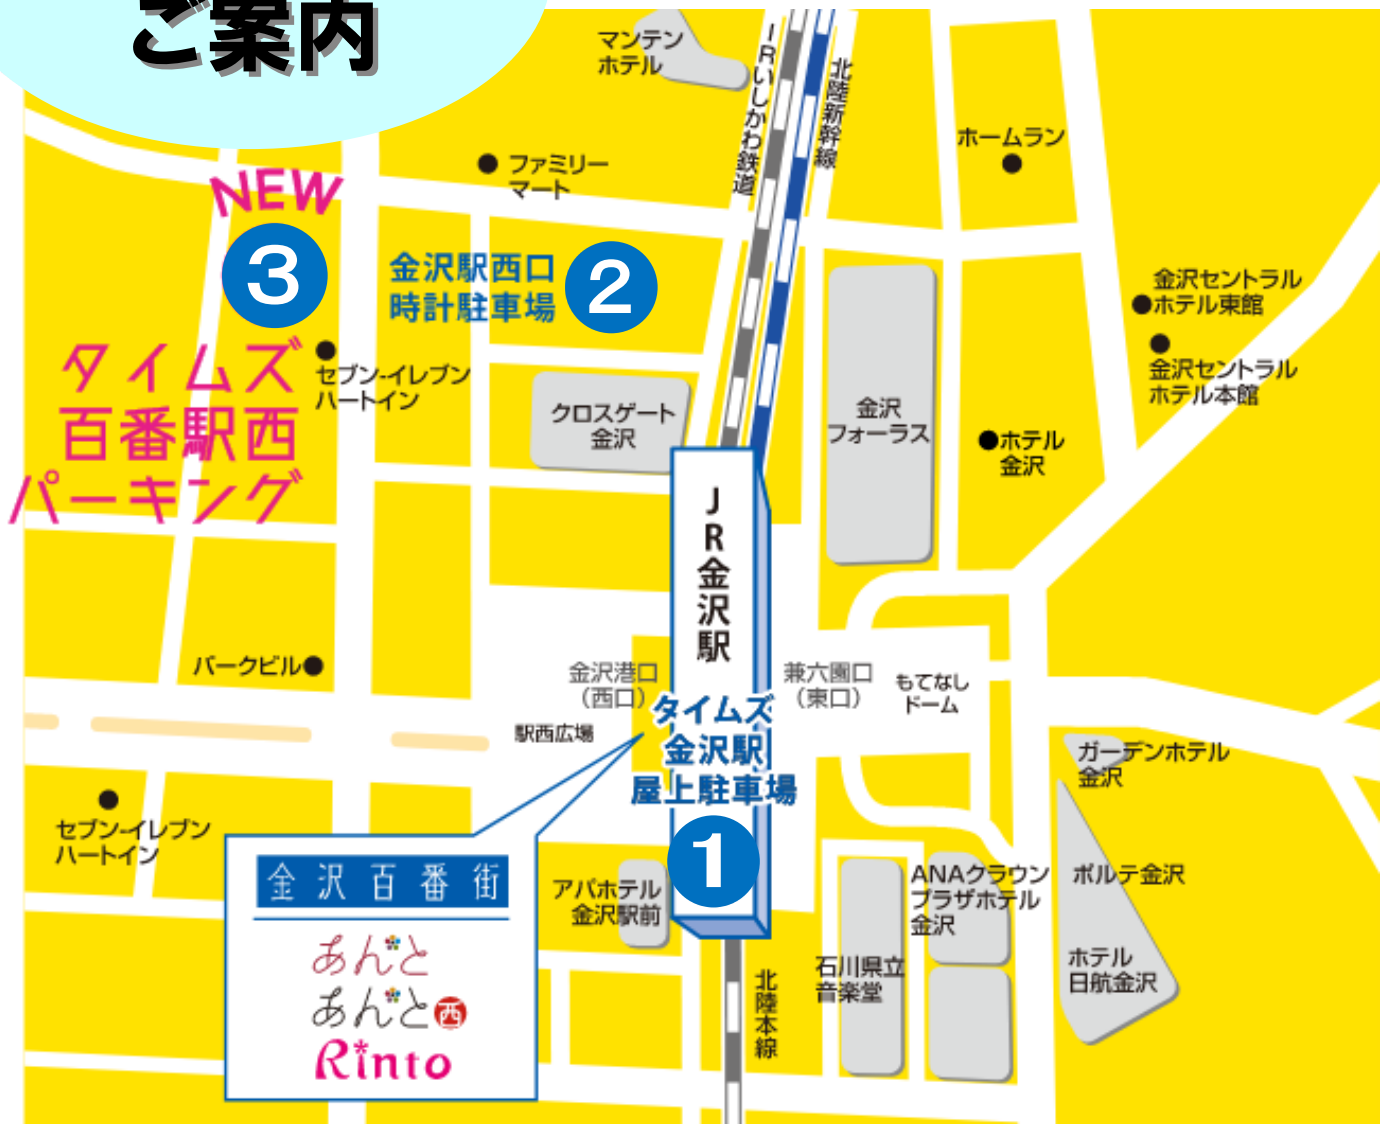 ご案内
マンテン
ホテル
IRいしかわ鉄道
北陸新幹線
ホームラン
ファミリー
マート
NEW
3
金沢駅西口
時計駐車場
2
金沢セントラル
ホテル東館
金沢セントラル
ホテル本館
タイムズ
百番駅西
パーキング
セブン-イレブン
ハートイン
クロスゲート
金沢
金沢
フォーラス
ホテル
金沢
JR金沢駅
パークビル
金沢港口
（西口）
兼六園口
（東口）
もてなし
ドーム
駅西広場
タイムズ
金沢駅
屋上駐車場
1
ガーデンホテル
金沢
セブン-イレブン
ハートイン
金沢百番街
あんと
あんと西
Rinto
アパホテル
金沢駅前
ANAクラウン
プラザホテル
金沢
ポルテ金沢
石川県立
音楽堂
ホテル
日航金沢
北陸本線